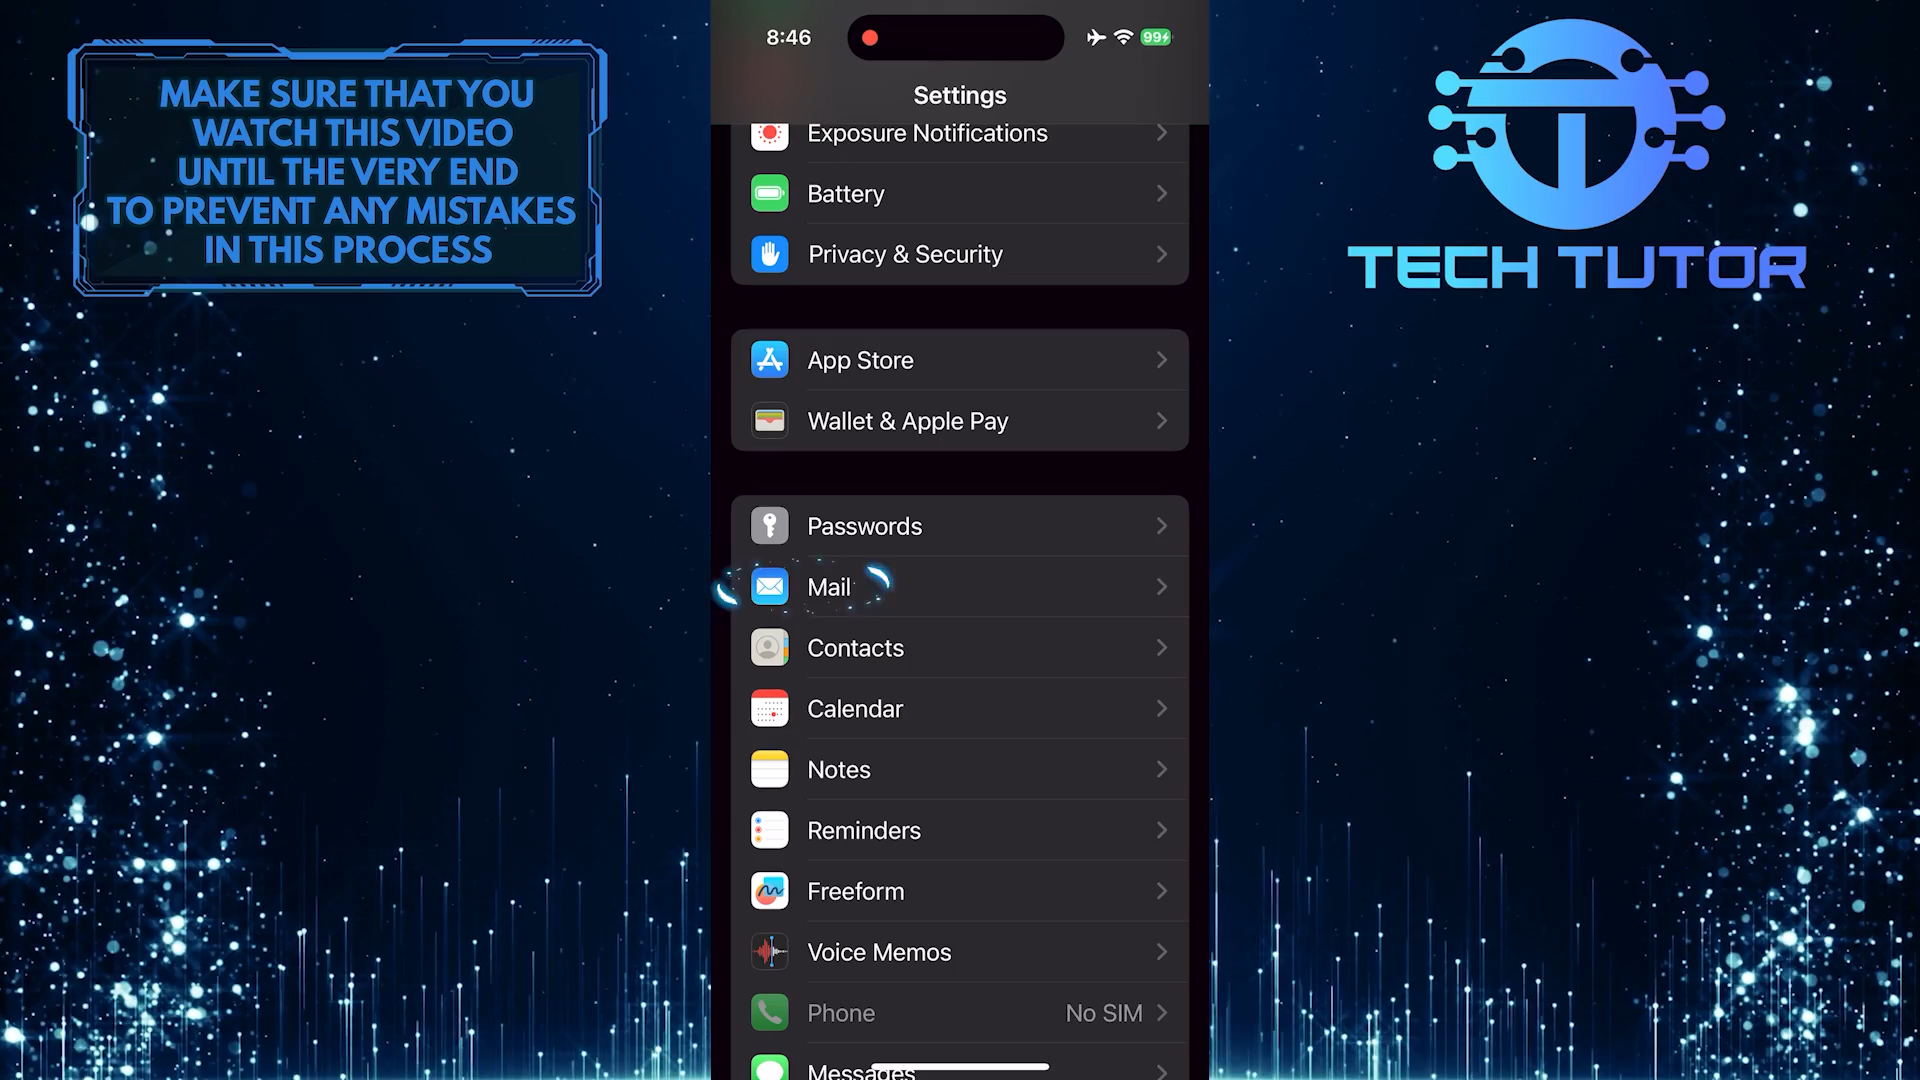 MAKE SURE THAT YOU
WATCH THIS VIDEO
UNTIL THE VERY END
TO PREVENT ANY MISTAKES
IN THIS PROCESS
8:46
99
Settings
Exposure Notifications
Battery
Privacy & Security
App Store
Wallet & Apple Pay
Passwords
Mail
Contacts
Calendar
Notes
Reminders
Freeform
Voice Memos
Phone No SIM
Messages
TECH TUTOR